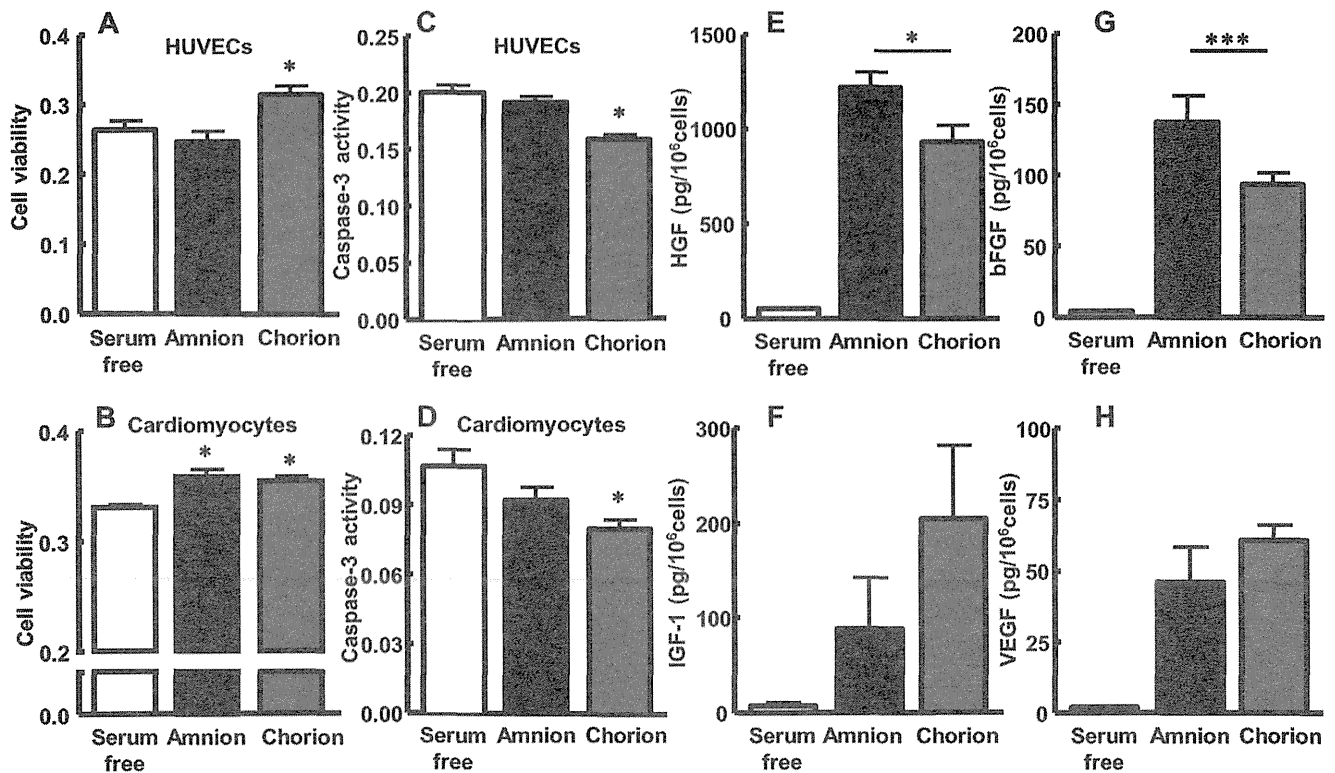 A
HUVECs
Cell viability
0.4
0.3
0.2
0.1
0.0
*
Serum free
Amnion
Chorion
C
HUVECs
Caspase-3 activity
0.25
0.20
0.15
0.10
0.05
0.00
*
Serum free
Amnion
Chorion
E
HGF (pg/10⁶cells)
1500
1000
500
0
*
Serum free
Amnion
Chorion
G
bFGF (pg/10⁶cells)
200
150
100
50
0
***
Serum free
Amnion
Chorion
B
Cardiomyocytes
Cell viability
0.4
0.3
0.2
0.0
*
*
Serum free
Amnion
Chorion
D
Cardiomyocytes
Caspase-3 activity
0.12
0.09
0.06
0.03
0.00
*
Serum free
Amnion
Chorion
F
IGF-1 (pg/10⁶cells)
300
200
100
0
Serum free
Amnion
Chorion
H
VEGF (pg/10⁶cells)
100
75
50
25
0
Serum free
Amnion
Chorion